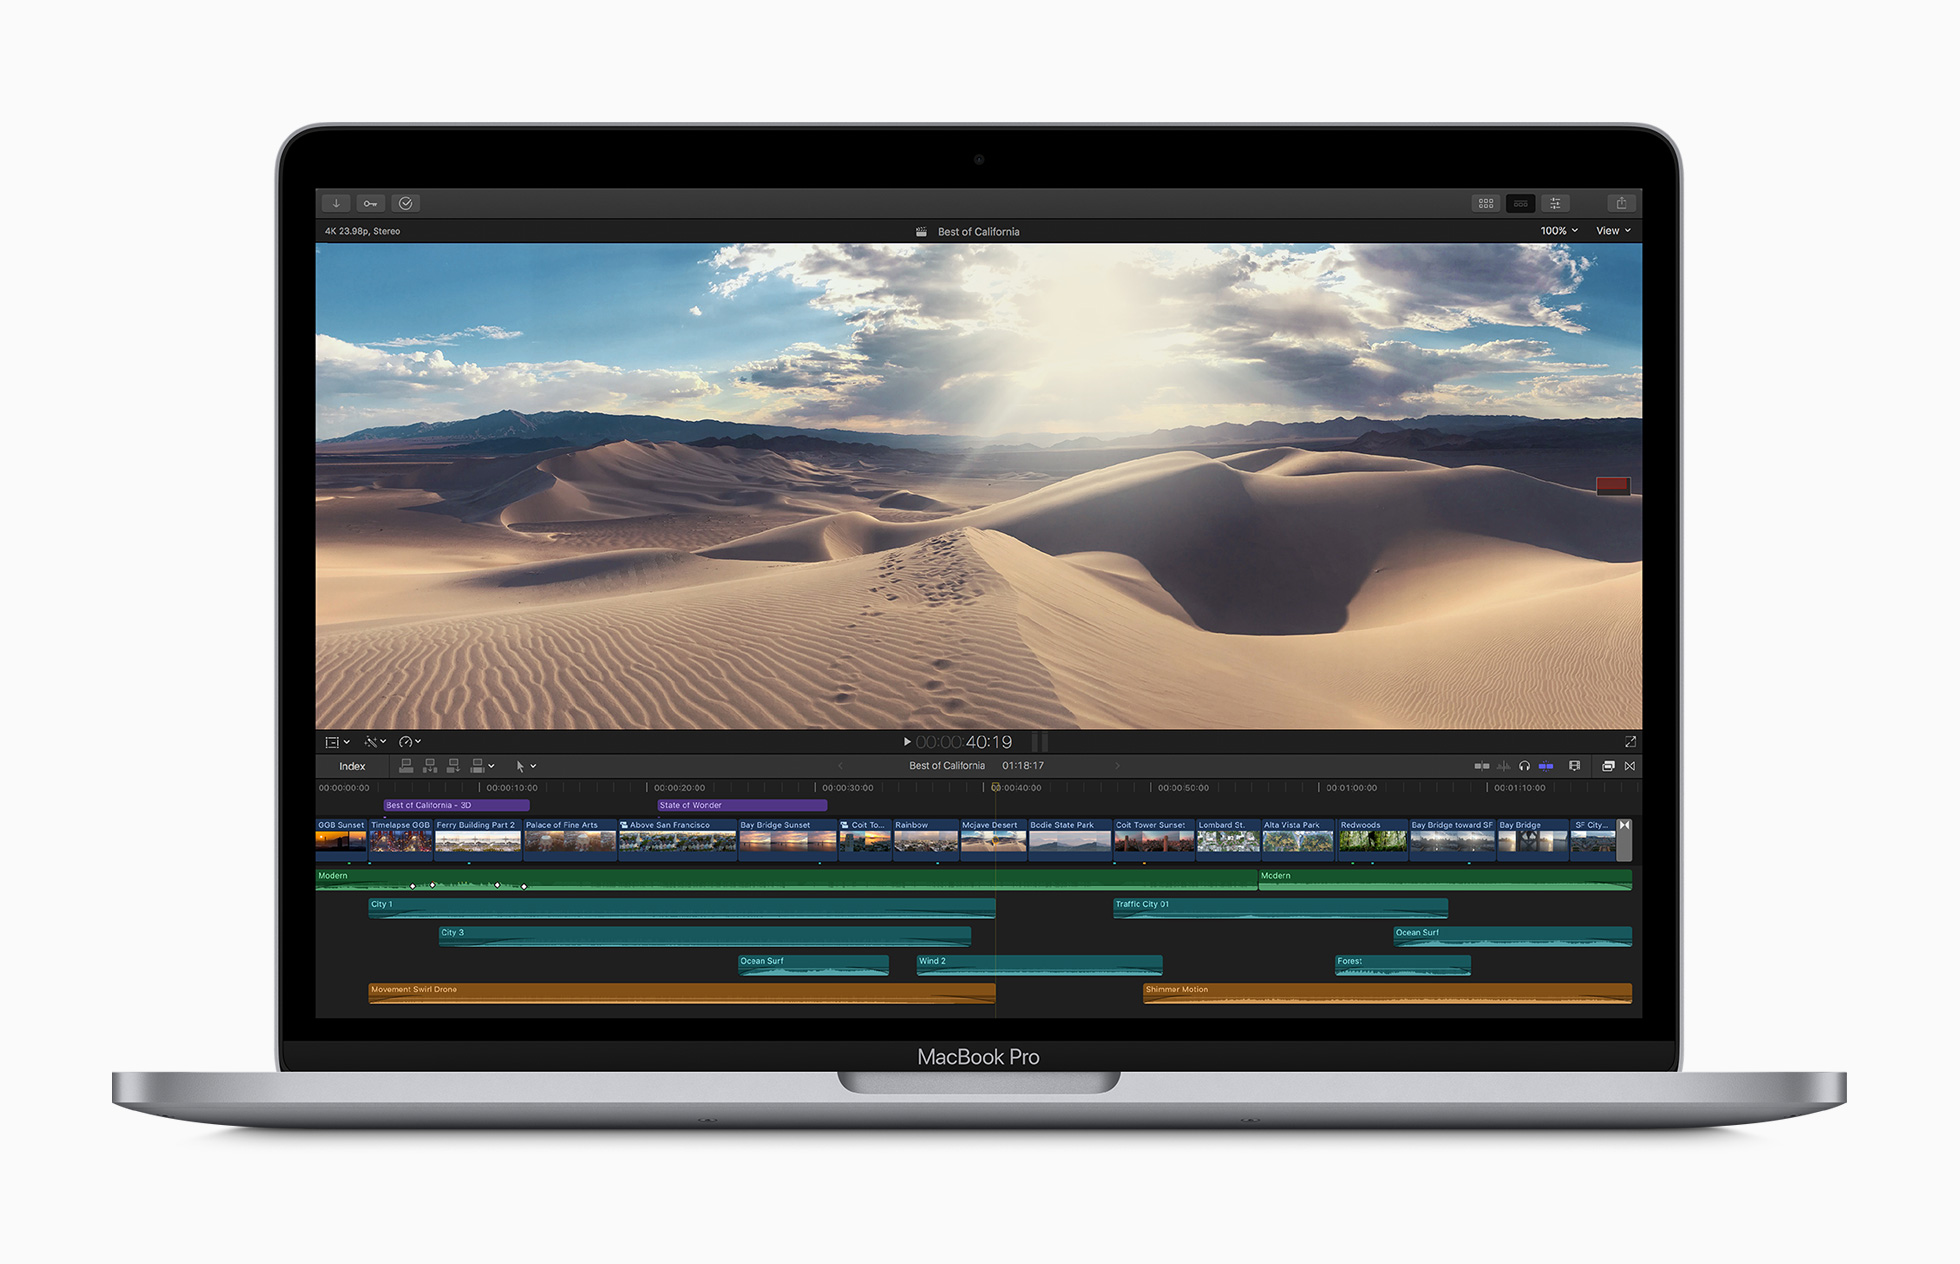 4K 23.98p, Stereo
Best of California
100%
View
00:00:40:19
Index
Best of California
01:18:17
00:00:00:00
00:00:10:00
00:00:20:00
00:00:30:00
00:00:40:00
00:00:50:00
00:01:00:00
00:01:10:00
Best of California - 3D
State of Wonder
GGB Sunset
Timelapse GGB
Ferry Building Part 2
Palace of Fine Arts
Above San Francisco
Bay Bridge Sunset
Coit To...
Rainbow
Mojave Desert
Bodie State Park
Coit Tower Sunset
Lombard St.
Alta Vista Park
Redwoods
Bay Bridge toward SF
Bay Bridge
SF City...
Modern
Modern
City 1
Traffic City 01
City 3
Ocean Surf
Ocean Surf
Wind 2
Forest
Movement Swirl Drone
Shimmer Motion
MacBook Pro